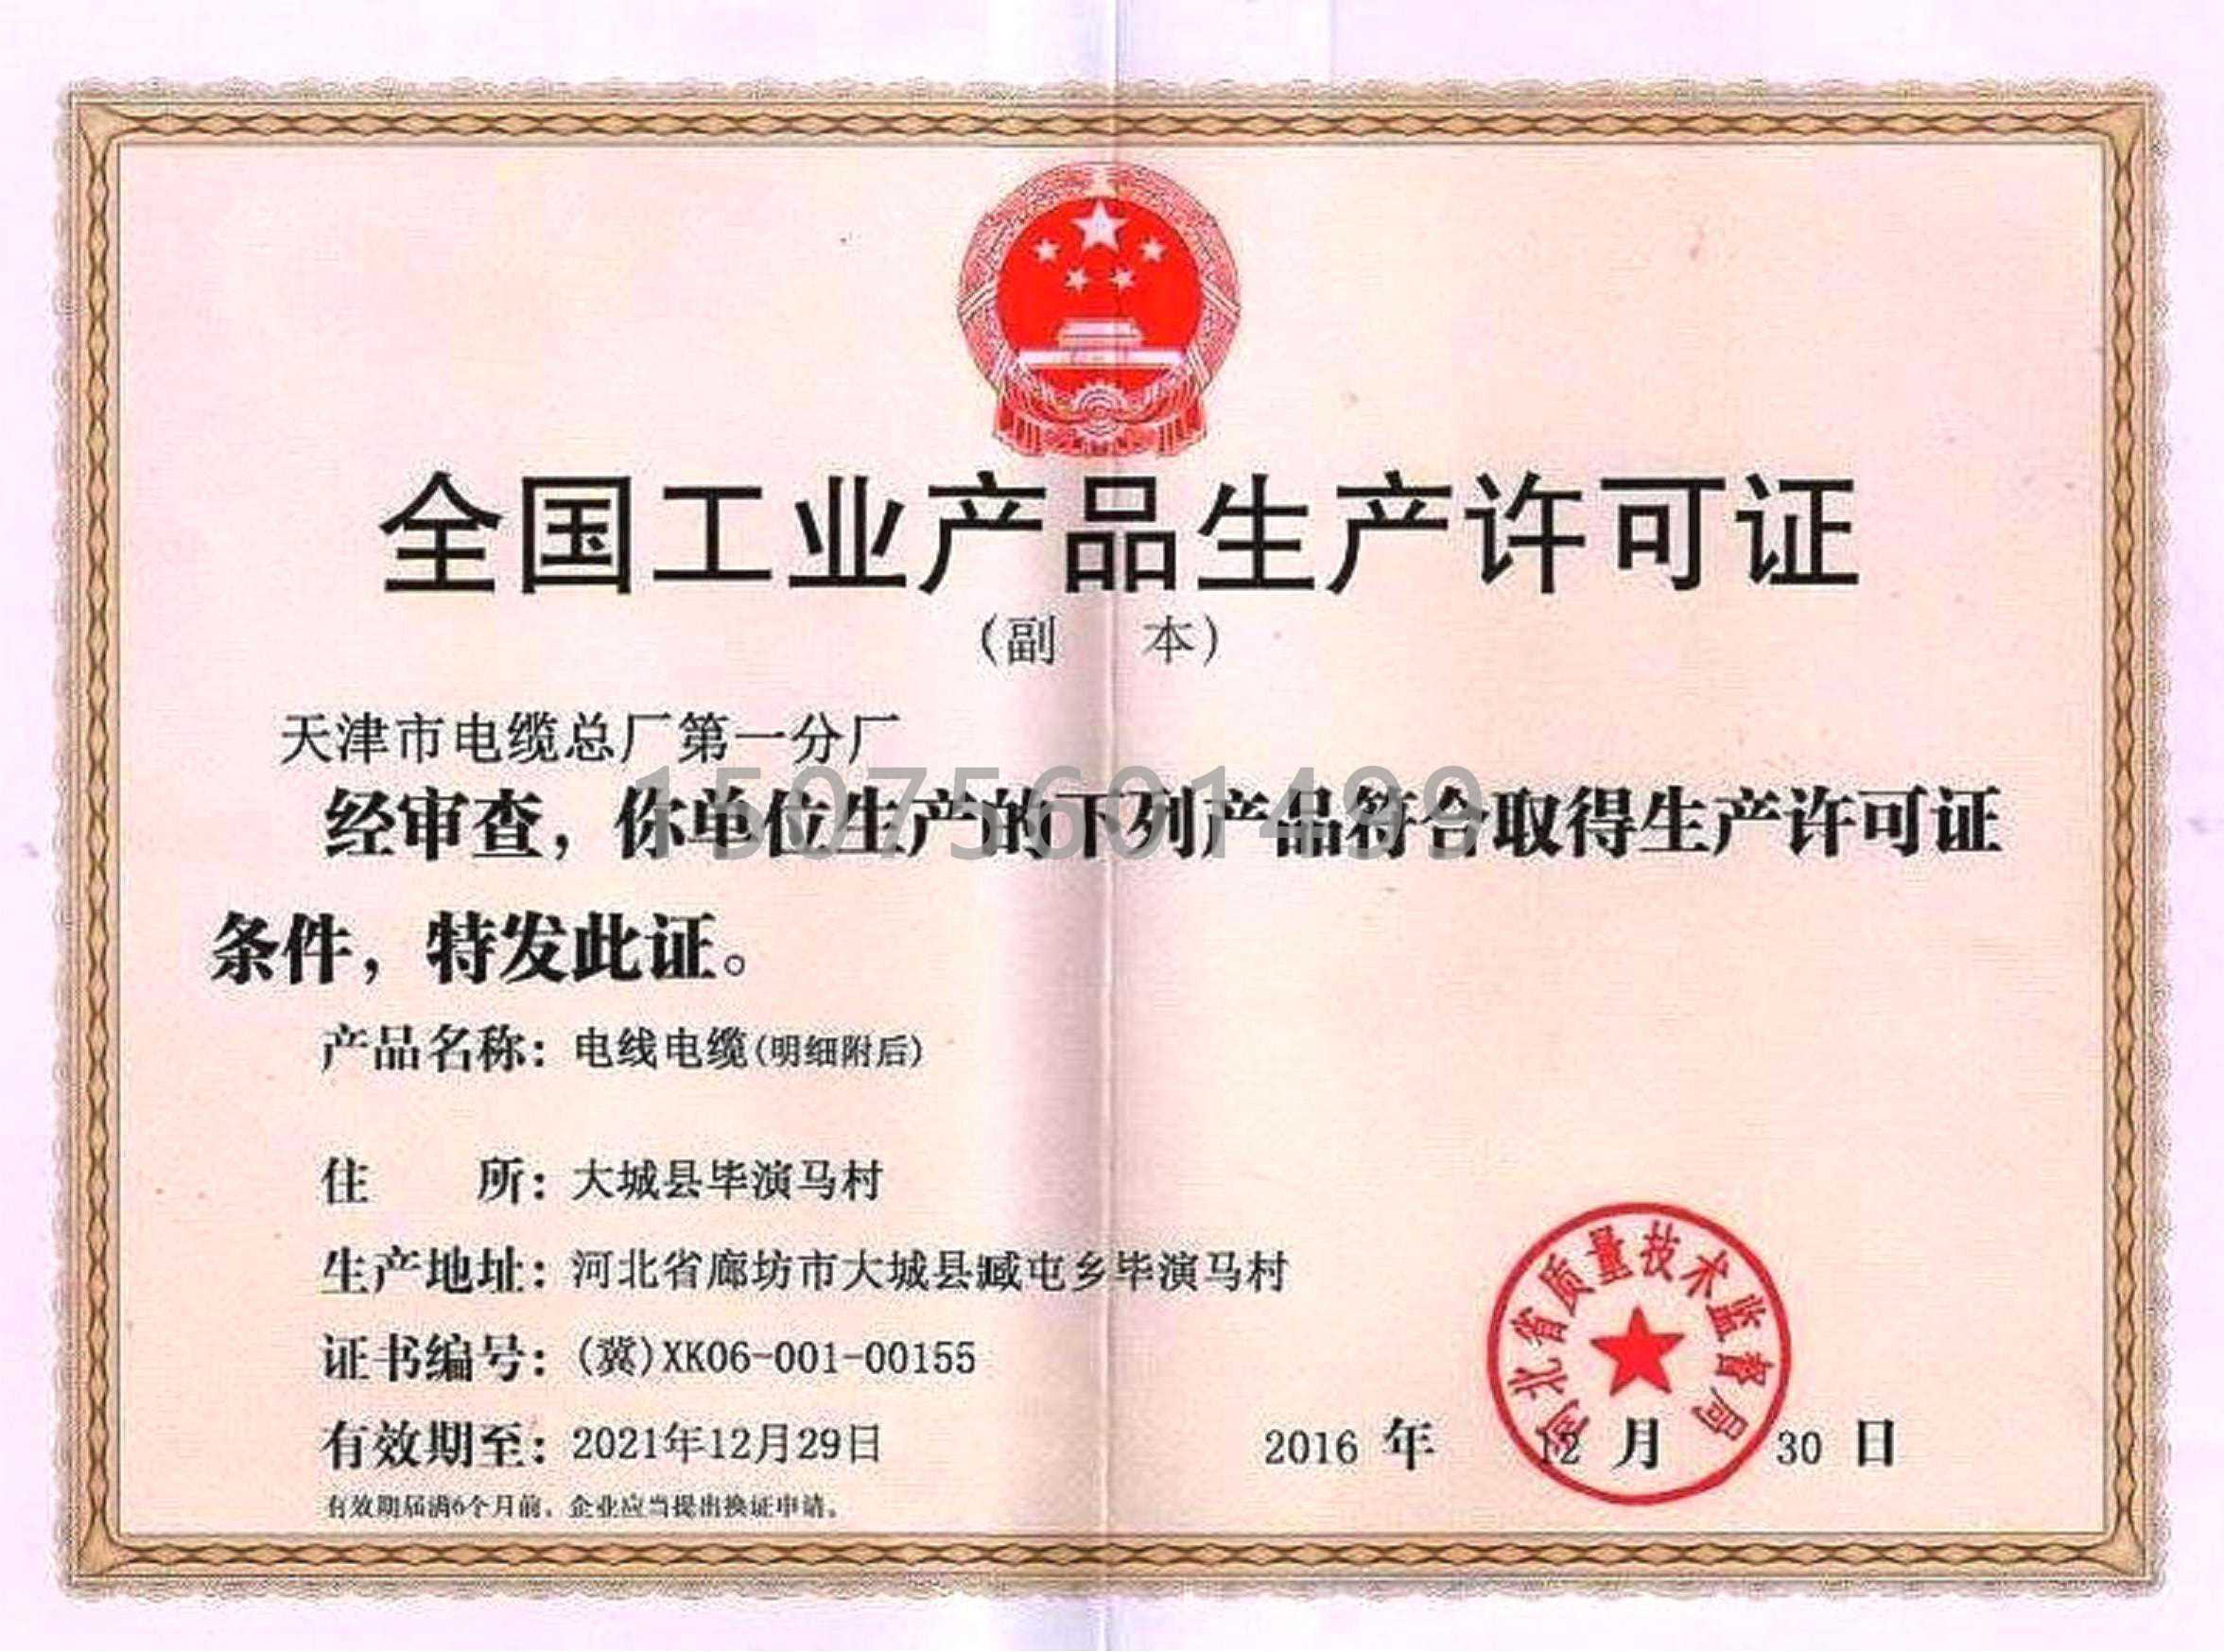 全国工业产品生产许可证
(副 本)
天津市电缆总厂第一分厂
15075601499
经审查，你单位生产的下列产品符合取得生产许可证
条件，特发此证。
产品名称：电线电缆(明细附后)
住 所：大城县毕演马村
生产地址：河北省廊坊市大城县臧屯乡毕演马村
证书编号：(冀)XK06-001-00155
有效期至：2021年12月29日
2016 年 12 月 30 日
河北省质量技术监督局
有效期届满6个月前，企业应当提出换证申请。